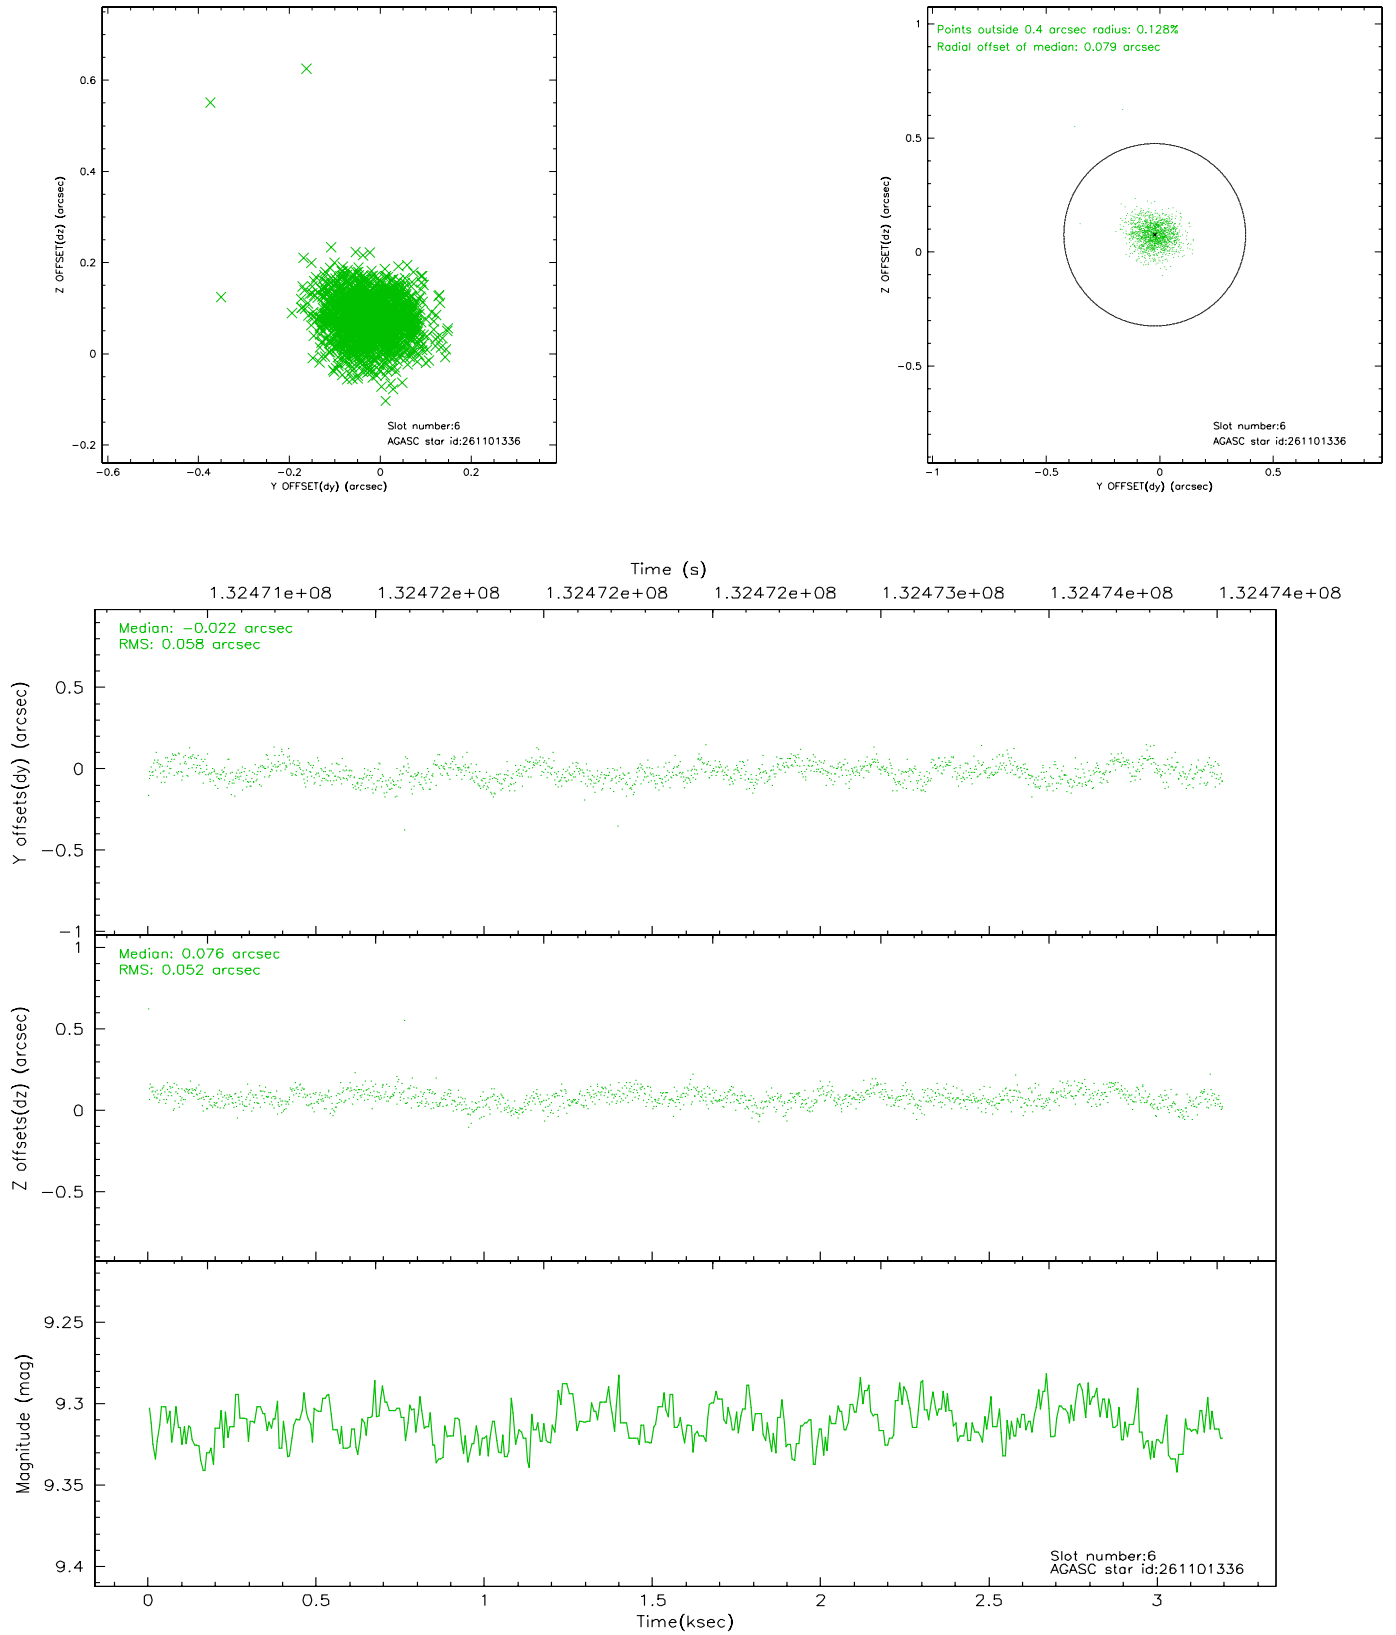 Z OFFSET(dz) (arcsec)
0.6
0.4
0.2
0
−0.2
−0.6
−0.4
−0.2
0
0.2
Y OFFSET(dy) (arcsec)
Slot number:6
AGASC star id:261101336
Points outside 0.4 arcsec radius: 0.128%
Radial offset of median: 0.079 arcsec
Z OFFSET(dz) (arcsec)
1
0.5
0
−0.5
−1
−0.5
0
0.5
Y OFFSET(dy) (arcsec)
Slot number:6
AGASC star id:261101336
Time (s)
1.32471e+08
1.32472e+08
1.32472e+08
1.32472e+08
1.32473e+08
1.32474e+08
1.32474e+08
Median: −0.022 arcsec
RMS: 0.058 arcsec
Y offsets(dy) (arcsec)
0.5
0
−0.5
−1
Median: 0.076 arcsec
RMS: 0.052 arcsec
Z offsets(dz) (arcsec)
1
0.5
0
−0.5
Magnitude (mag)
9.25
9.3
9.35
9.4
Slot number:6
AGASC star id:261101336
0
0.5
1
1.5
2
2.5
3
Time(ksec)